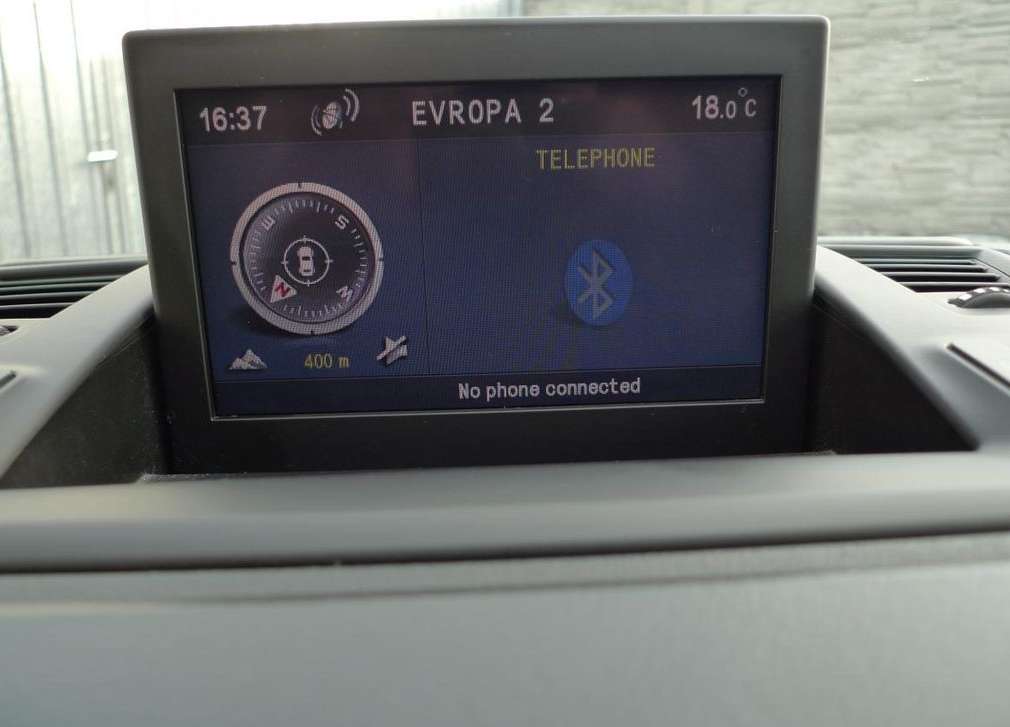 16:37
EVROPA 2
18.0°C
TELEPHONE
E
S
N
W
400 m
No phone connected